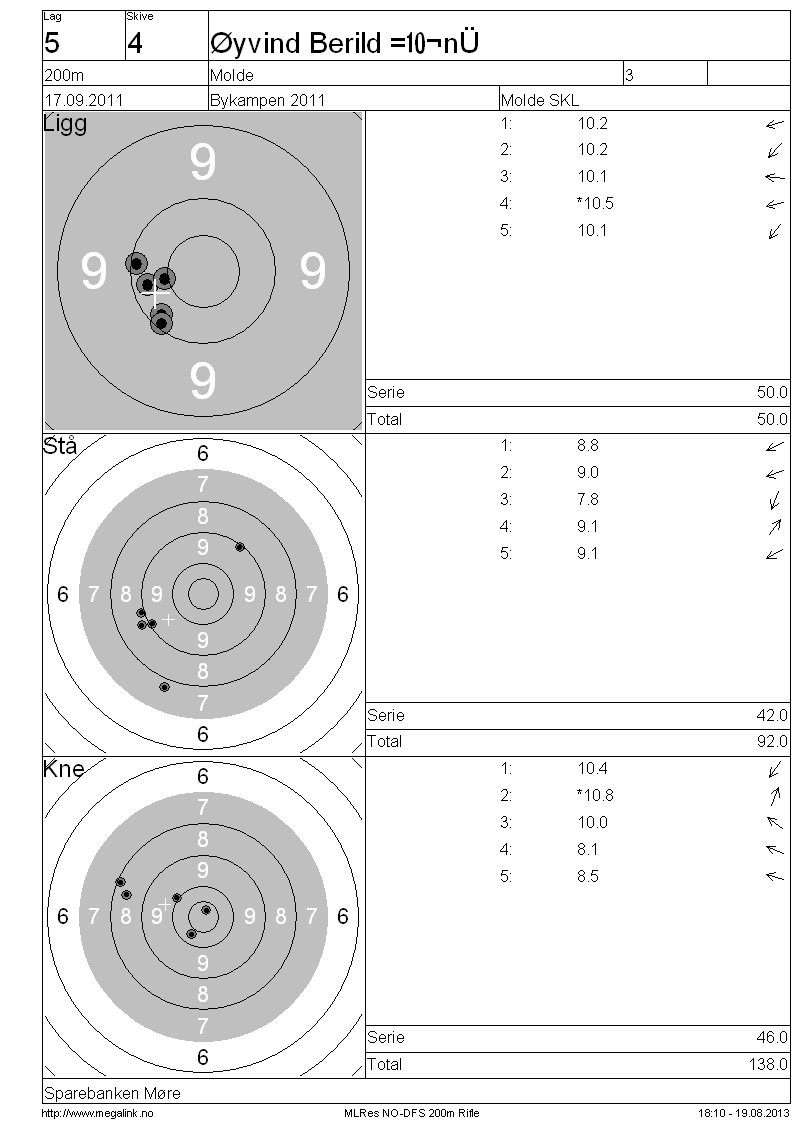 Lag Skive
5 4 Øyvind Berild =10¬nÜ
200m Molde 3
17.09.2011 Bykampen 2011 Molde SKL
Ligg
1: 10.2
2: 10.2
3: 10.1
4: *10.5
5: 10.1
9
9 9
9
Serie 50.0
Total 50.0
Stå
1: 8.8
2: 9.0
3: 7.8
4: 9.1
5: 9.1
6
7
8
9
6 7 8 9 9 8 7 6
9
8
7
6
Serie 42.0
Total 92.0
Kne
1: 10.4
2: *10.8
3: 10.0
4: 8.1
5: 8.5
6
7
8
9
6 7 8 9 9 8 7 6
9
8
7
6
Serie 46.0
Total 138.0
Sparebanken Møre
http://www.megalink.no MLRes NO-DFS 200m Rifle 18:10 - 19.08.2013